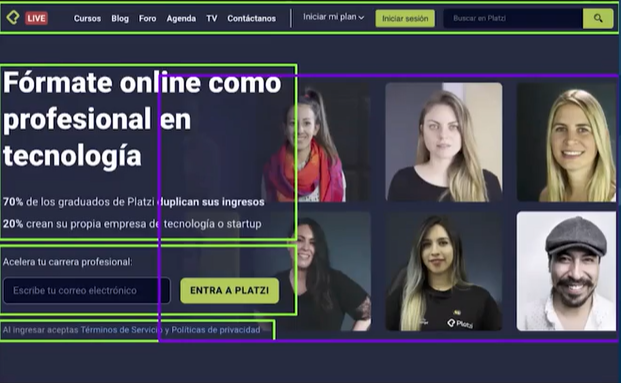 LIVE Cursos Blog Foro Agenda TV Contáctanos Iniciar mi plan Iniciar sesión Buscar en Platzi
Fórmate online como
profesional en
tecnología
70% de los graduados de Platzi duplican sus ingresos
20% crean su propia empresa de tecnología o startup
Acelera tu carrera profesional:
Escribe tu correo electrónico ENTRA A PLATZI
Al ingresar aceptas Términos de Servicio y Políticas de privacidad
Platzi